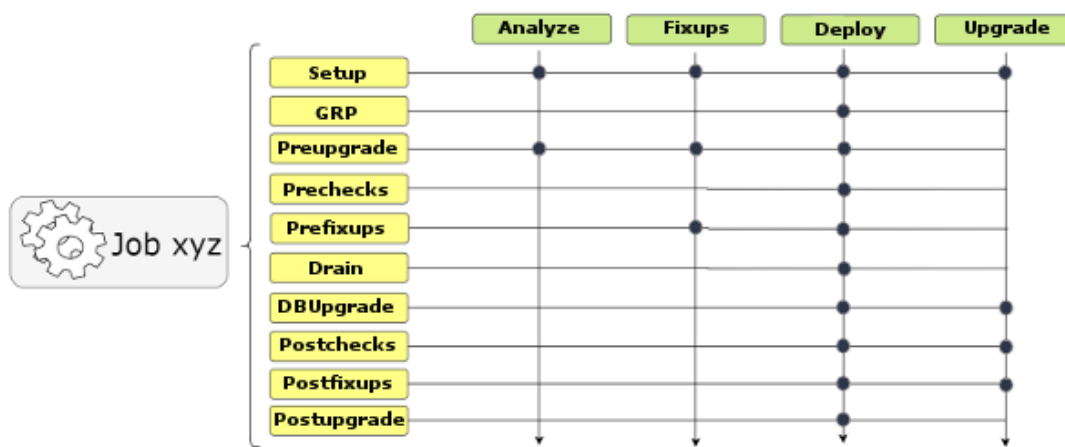 Analyze Fixups Deploy Upgrade
Setup
GRP
Preupgrade
Prechecks
Prefixups
Job xyz
Drain
DBUpgrade
Postchecks
Postfixups
Postupgrade